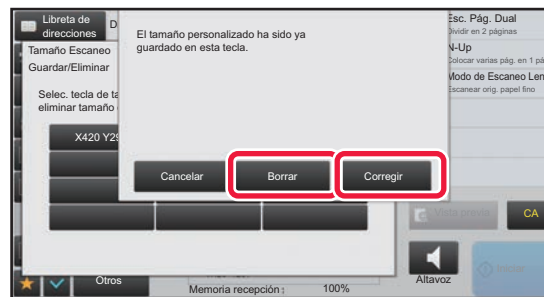 Libreta de
direcciones
D
Esc. Pág. Dual
Dividir en 2 páginas
N-Up
Colocar varias pág. en 1 pá
Modo de Escaneo Len
Escanear orig. papel fino
Tamaño Escaneo
Guardar/Eliminar
Selec. tecla de ta
eliminar tamaño
El tamaño personalizado ha sido ya
guardado en esta tecla.
X420 Y29
Cancelar
Borrar
Corregir
Vista previa
CA
Iniciar
Altavoz
Otros
Memoria recepción :
100%